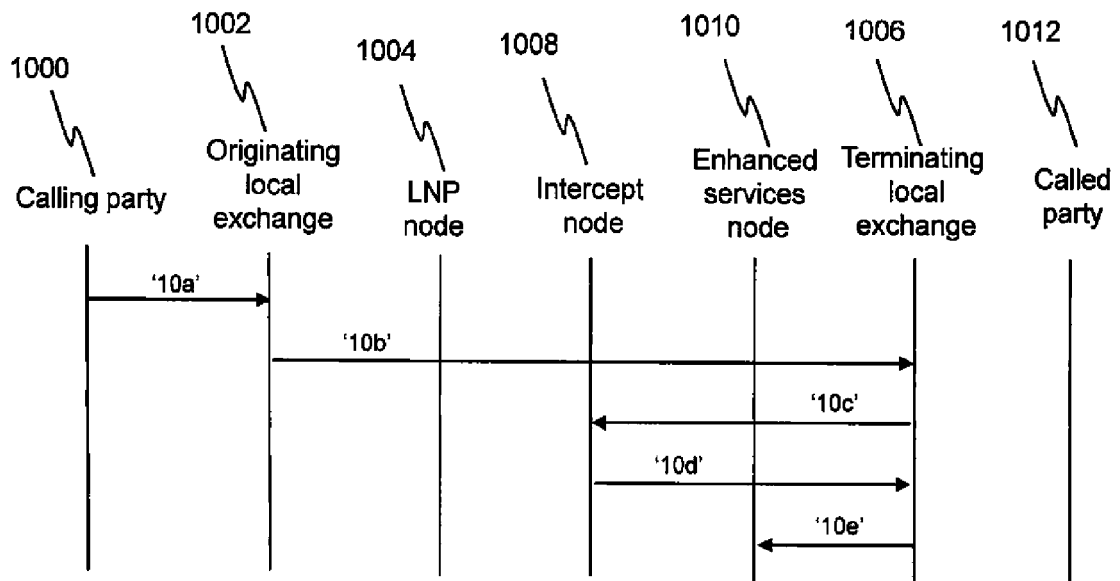 1000
1002
1004
1008
1010
1006
1012
Calling party
Originating
local
exchange
LNP
node
Intercept
node
Enhanced
services
node
Terminating
local
exchange
Called
party
'10a'
'10b'
'10c'
'10d'
'10e'